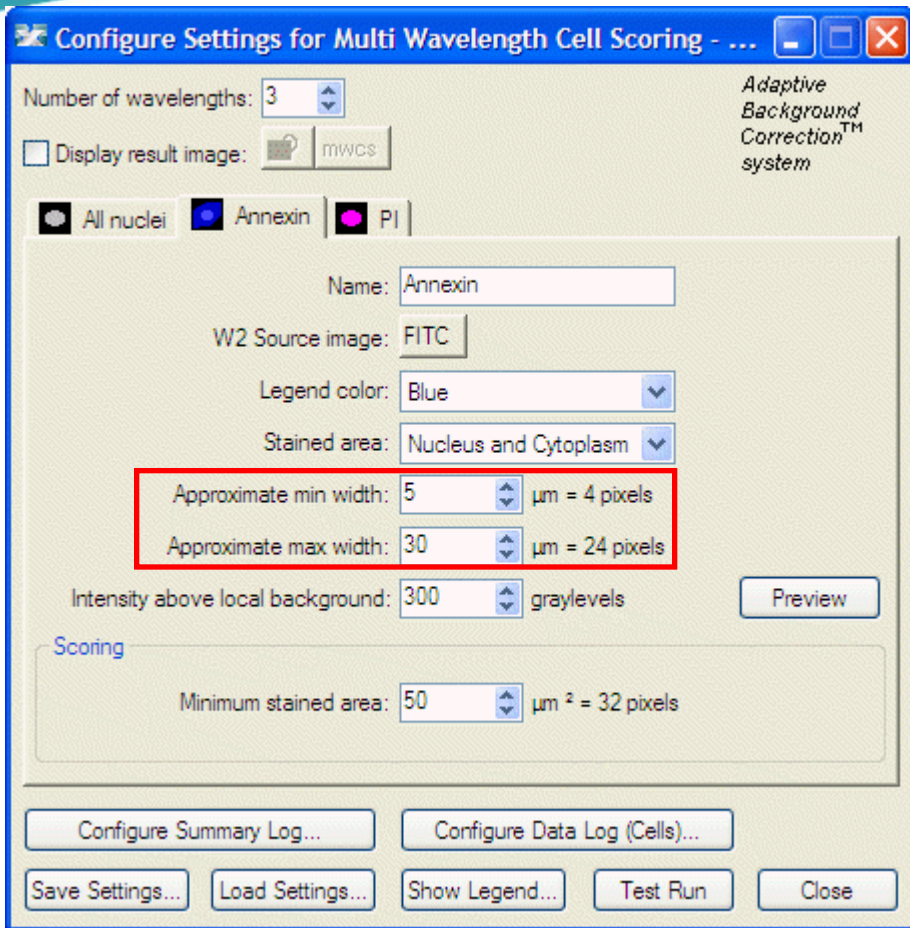 Configure Settings for Multi Wavelength Cell Scoring - ...
Number of wavelengths: 3
Adaptive
Background
Correction™
system
Display result image: mwcs
All nuclei Annexin PI
Name: Annexin
W2 Source image: FITC
Legend color: Blue
Stained area: Nucleus and Cytoplasm
Approximate min width: 5 µm = 4 pixels
Approximate max width: 30 µm = 24 pixels
Intensity above local background: 300 graylevels Preview
Scoring
Minimum stained area: 50 µm ² = 32 pixels
Configure Summary Log... Configure Data Log (Cells)...
Save Settings... Load Settings... Show Legend... Test Run Close